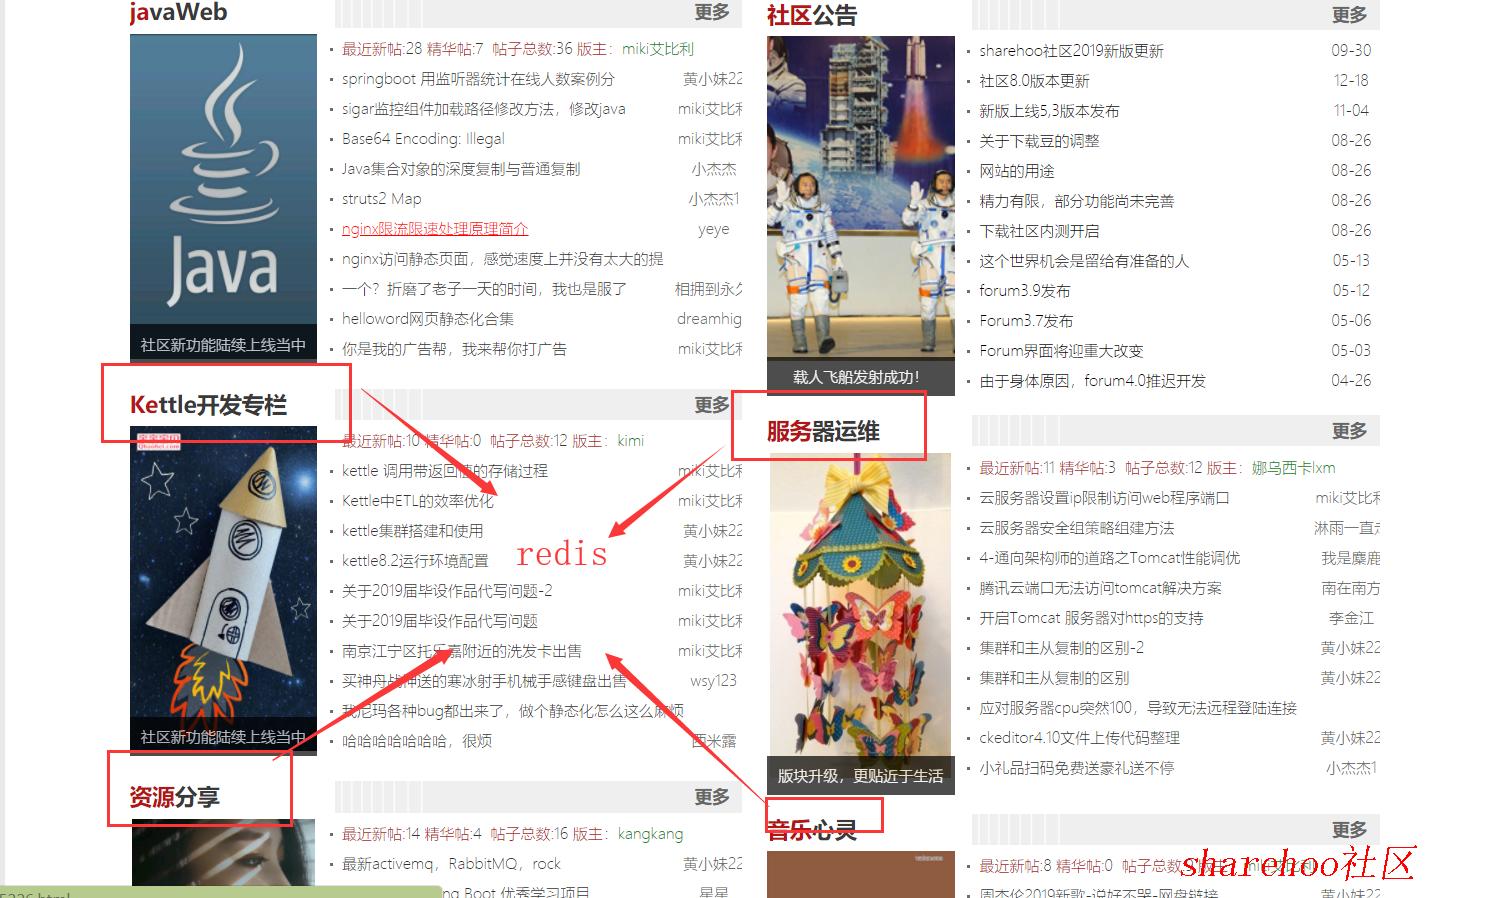 javaWeb
更多
最近新帖:28 精华帖:7 帖子总数:36 版主：miki艾比利
springboot 用监听器统计在线人数案例分 黄小妹22
sigar监控组件加载路径修改方法，修改java miki艾比利
Base64 Encoding: Illegal miki艾比利
Java集合对象的深度复制与普通复制 小杰杰
struts2 Map 小杰杰1
nginx限流限速处理原理简介 yeye
nginx访问静态页面，感觉速度上并没有太大的提
一个？折磨了老子一天的时间，我也是服了 相拥到永久
helloword网页静态化合集 dreamhig
你是我的广告帮，我来帮你打广告 miki艾比利
Java
社区新功能陆续上线当中
社区公告
更多
sharehoo社区2019新版更新 09-30
社区8.0版本更新 12-18
新版上线5,3版本发布 11-04
关于下载豆的调整 08-26
网站的用途 08-26
精力有限，部分功能尚未完善 08-26
下载社区内测开启 08-26
这个世界机会是留给有准备的人 05-13
forum3.9发布 05-12
Forum3.7发布 05-06
Forum界面将迎重大改变 05-03
由于身体原因，forum4.0推迟开发 04-26
载人飞船发射成功！
Kettle开发专栏
更多
最近新帖:10 精华帖:0 帖子总数:12 版主：kimi
kettle 调用带返回值的存储过程 miki艾比利
Kettle中ETL的效率优化 miki艾比利
kettle集群搭建和使用 黄小妹22
kettle8.2运行环境配置 黄小妹22
关于2019届毕设作品代写问题-2 miki艾比利
关于2019届毕设作品代写问题 miki艾比利
南京江宁区托乐嘉附近的洗发卡出售 miki艾比利
买神舟战神送的寒冰射手机械手感键盘出售 wsy123
我尼玛各种bug都出来了，做个静态化怎么这么麻烦
哈哈哈哈哈哈哈，很烦 西米露
社区新功能陆续上线当中
redis
服务器运维
更多
最近新帖:11 精华帖:3 帖子总数:12 版主：娜乌西卡lxm
云服务器设置ip限制访问web程序端口 miki艾比利
云服务器安全组策略组建方法 淋雨一直走
4-通向架构师的道路之Tomcat性能调优 我是麋鹿
腾讯云端口无法访问tomcat解决方案 南在南方
开启Tomcat 服务器对https的支持 李金江
集群和主从复制的区别-2 黄小妹22
集群和主从复制的区别 黄小妹22
应对服务器cpu突然100，导致无法远程登陆连接
ckeditor4.10文件上传代码整理 黄小妹22
小礼品扫码免费送豪礼送不停 小杰杰1
版块升级，更贴近于生活
资源分享
更多
最近新帖:14 精华帖:4 帖子总数:16 版主：kangkang
最新activemq，RabbitMQ，rock 黄小妹22
ng Boot 优秀学习项目 星星
音乐心灵
更多
最近新帖:8 精华帖:0 帖子总数:9 版主：miki艾比利
周杰伦2019新歌-说好不哭-网盘链接 黄小妹22
sharehoo社区
5226.html